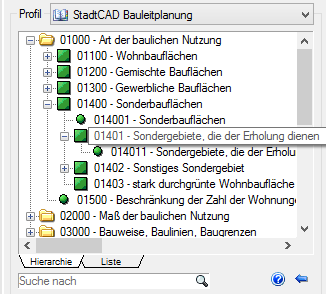 Profil
StadtCAD Bauleitplanung
01000 - Art der baulichen Nutzung
01100 - Wohnbauflächen
01200 - Gemischte Bauflächen
01300 - Gewerbliche Bauflächen
01400 - Sonderbauflächen
014001 - Sonderbauflächen
01401 - Sondergebiete, die der Erholung dienen
014011 - Sondergebiete, die der Erholu
01402 - Sonstiges Sondergebiet
01403 - stark durchgrünte Wohnbaufläche
01500 - Beschränkung der Zahl der Wohnunge
02000 - Maß der baulichen Nutzung
03000 - Bauweise, Baulinien, Baugrenzen
Hierarchie Liste
Suche nach